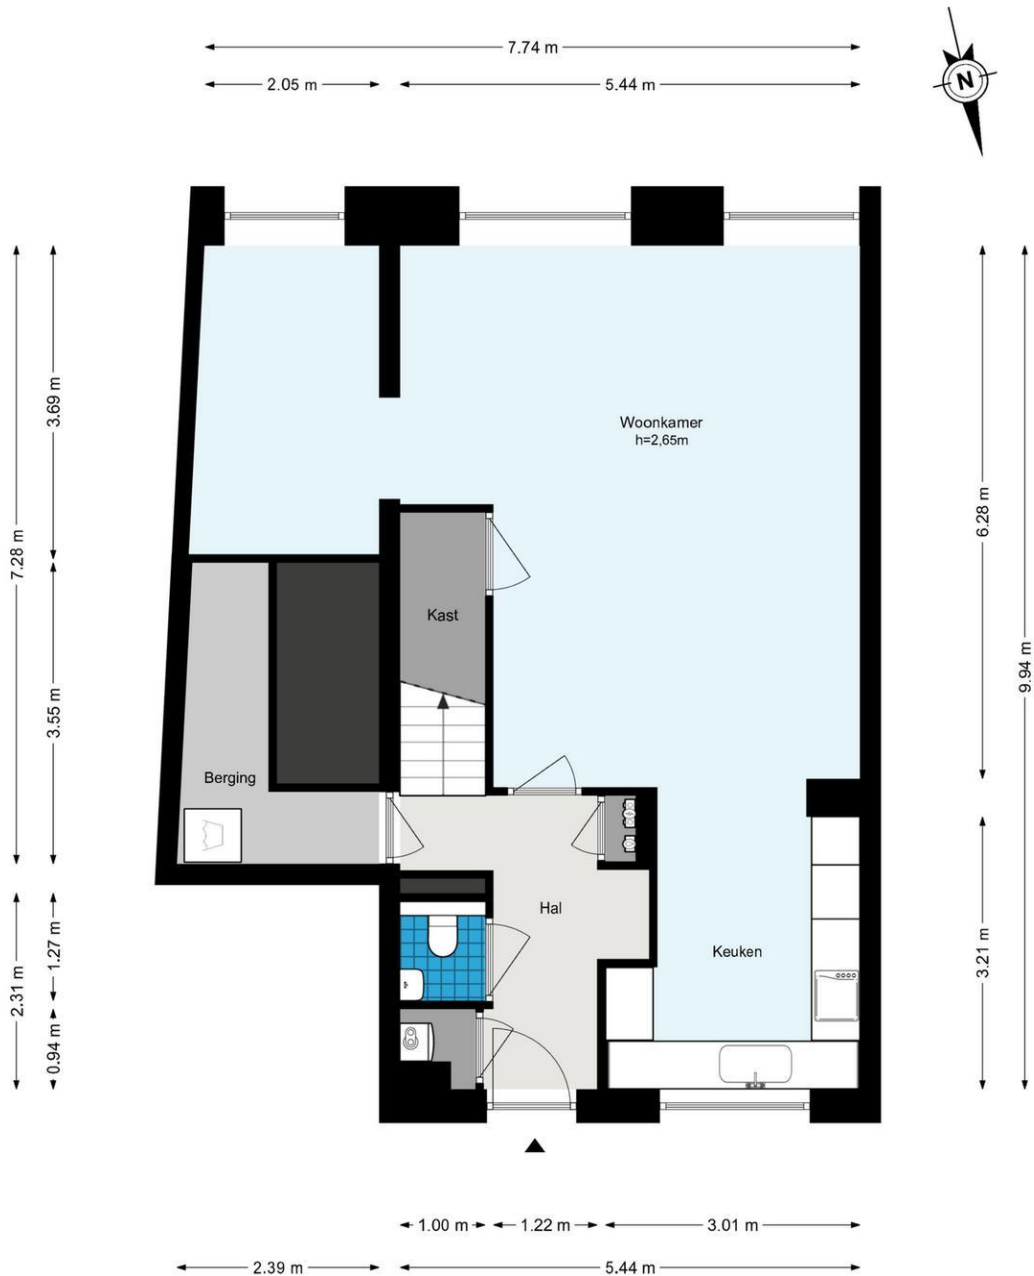 7.74 m
2.05 m
5.44 m
N
3.69 m
7.28 m
3.55 m
2.31 m
1.27 m
0.94 m
6.28 m
9.94 m
3.21 m
Woonkamer
h=2,65m
Kast
Berging
Hal
Keuken
1.00 m
1.22 m
3.01 m
2.39 m
5.44 m